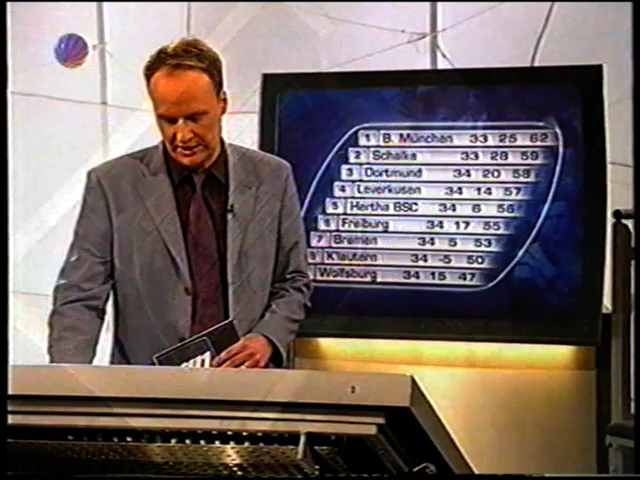 1 B. München 33 25 62
2 Schalke 33 28 59
3 Dortmund 34 20 58
4 Leverkusen 34 14 57
5 Hertha BSC 34 6 56
6 Freiburg 34 17 55
7 Bremen 34 5 53
8 K'lautern 34 -5 50
Wolfsburg 34 15 47